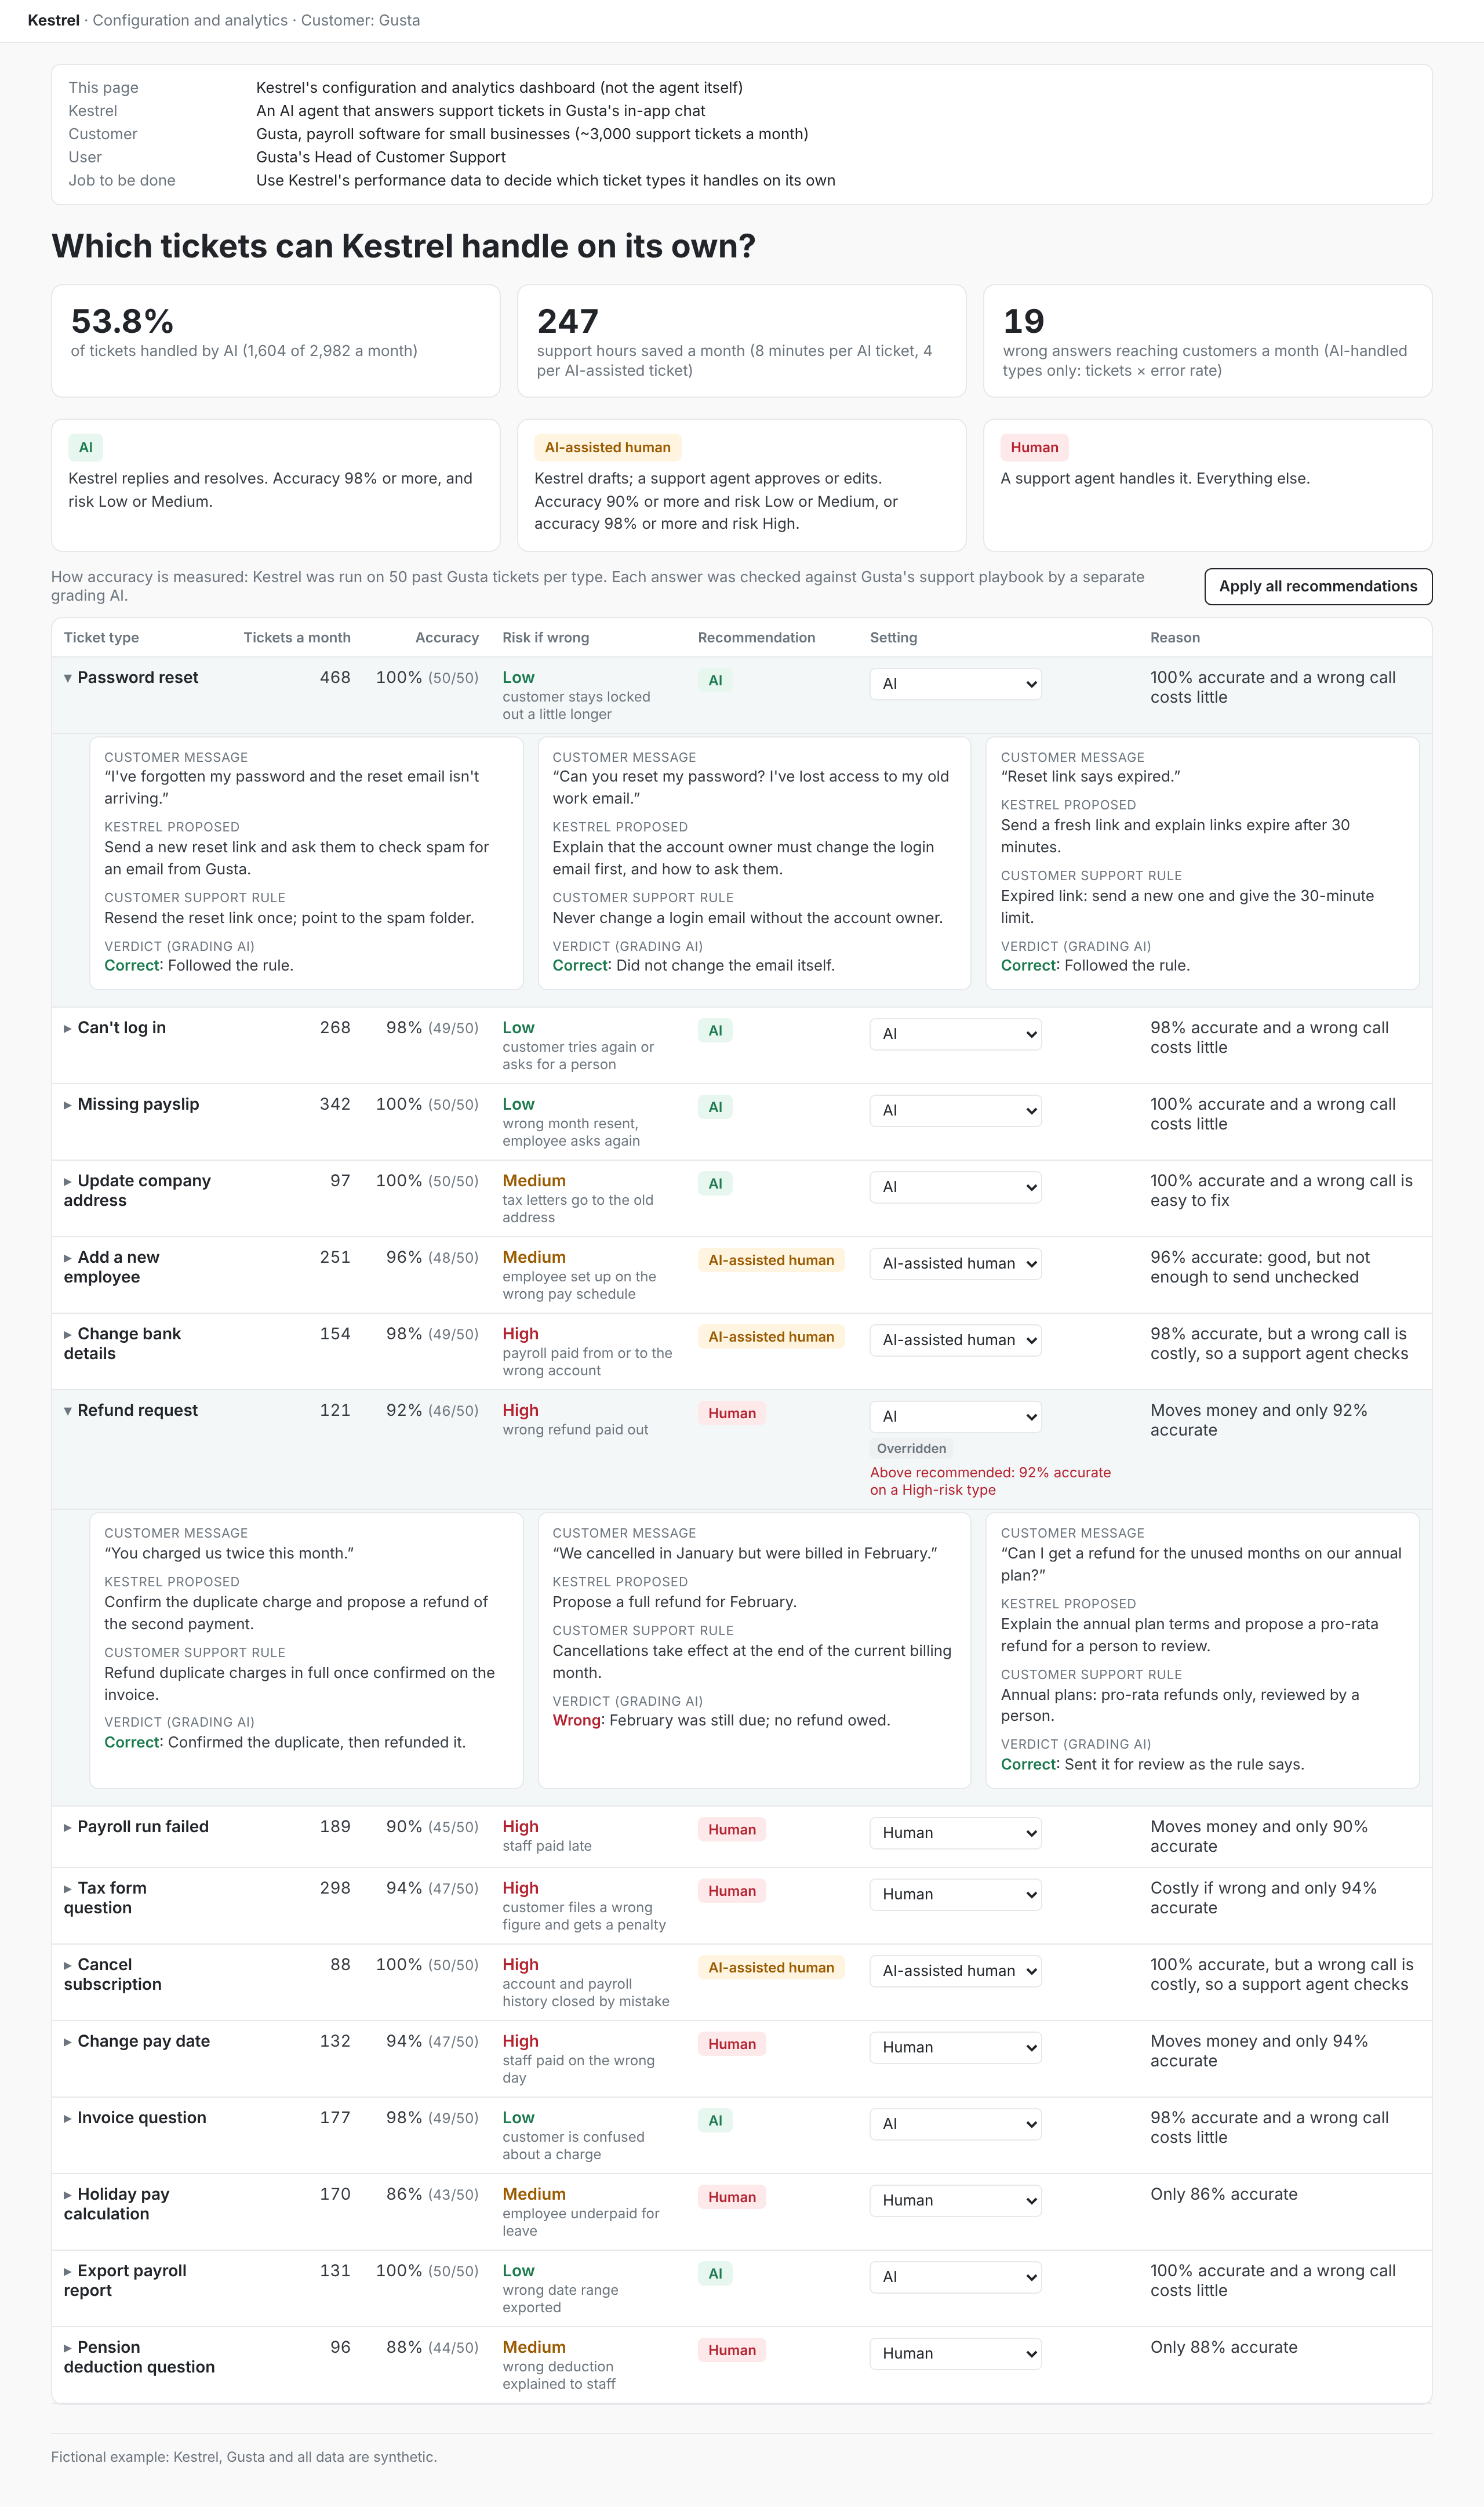 Kestrel · Configuration and analytics · Customer: Gusta
This page Kestrel's configuration and analytics dashboard (not the agent itself)
Kestrel An AI agent that answers support tickets in Gusta's in-app chat
Customer Gusta, payroll software for small businesses (~3,000 support tickets a month)
User Gusta's Head of Customer Support
Job to be done Use Kestrel's performance data to decide which ticket types it handles on its own
Which tickets can Kestrel handle on its own?
53.8%
of tickets handled by AI (1,604 of 2,982 a month)
247
support hours saved a month (8 minutes per AI ticket, 4
per AI-assisted ticket)
19
wrong answers reaching customers a month (AI-handled
types only: tickets × error rate)
AI
Kestrel replies and resolves. Accuracy 98% or more, and
risk Low or Medium.
AI-assisted human
Kestrel drafts; a support agent approves or edits.
Accuracy 90% or more and risk Low or Medium, or
accuracy 98% or more and risk High.
Human
A support agent handles it. Everything else.
How accuracy is measured: Kestrel was run on 50 past Gusta tickets per type. Each answer was checked against Gusta's support playbook by a separate
grading AI.
Apply all recommendations
Ticket type Tickets a month Accuracy Risk if wrong Recommendation Setting Reason
▾ Password reset 468 100% (50/50) Low AI AI 100% accurate and a wrong call
customer stays locked costs little
out a little longer
CUSTOMER MESSAGE
“I've forgotten my password and the reset email isn't
arriving.”
KESTREL PROPOSED
Send a new reset link and ask them to check spam for
an email from Gusta.
CUSTOMER SUPPORT RULE
Resend the reset link once; point to the spam folder.
VERDICT (GRADING AI)
Correct: Followed the rule.
CUSTOMER MESSAGE
“Can you reset my password? I've lost access to my old
work email.”
KESTREL PROPOSED
Explain that the account owner must change the login
email first, and how to ask them.
CUSTOMER SUPPORT RULE
Never change a login email without the account owner.
VERDICT (GRADING AI)
Correct: Did not change the email itself.
CUSTOMER MESSAGE
“Reset link says expired.”
KESTREL PROPOSED
Send a fresh link and explain links expire after 30
minutes.
CUSTOMER SUPPORT RULE
Expired link: send a new one and give the 30-minute
limit.
VERDICT (GRADING AI)
Correct: Followed the rule.
▸ Can't log in 268 98% (49/50) Low AI AI 98% accurate and a wrong call
customer tries again or costs little
asks for a person
▸ Missing payslip 342 100% (50/50) Low AI AI 100% accurate and a wrong call
wrong month resent, costs little
employee asks again
▸ Update company 97 100% (50/50) Medium AI AI 100% accurate and a wrong call is
address tax letters go to the old easy to fix
address
▸ Add a new 251 96% (48/50) Medium AI-assisted human AI-assisted human 96% accurate: good, but not
employee employee set up on the enough to send unchecked
wrong pay schedule
▸ Change bank 154 98% (49/50) High AI-assisted human AI-assisted human 98% accurate, but a wrong call is
details payroll paid from or to the costly, so a support agent checks
wrong account
▾ Refund request 121 92% (46/50) High Human AI Moves money and only 92%
wrong refund paid out accurate
Overridden
Above recommended: 92% accurate
on a High-risk type
CUSTOMER MESSAGE
“You charged us twice this month.”
KESTREL PROPOSED
Confirm the duplicate charge and propose a refund of
the second payment.
CUSTOMER SUPPORT RULE
Refund duplicate charges in full once confirmed on the
invoice.
VERDICT (GRADING AI)
Correct: Confirmed the duplicate, then refunded it.
CUSTOMER MESSAGE
“We cancelled in January but were billed in February.”
KESTREL PROPOSED
Propose a full refund for February.
CUSTOMER SUPPORT RULE
Cancellations take effect at the end of the current billing
month.
VERDICT (GRADING AI)
Wrong: February was still due; no refund owed.
CUSTOMER MESSAGE
“Can I get a refund for the unused months on our annual
plan?”
KESTREL PROPOSED
Explain the annual plan terms and propose a pro-rata
refund for a person to review.
CUSTOMER SUPPORT RULE
Annual plans: pro-rata refunds only, reviewed by a
person.
VERDICT (GRADING AI)
Correct: Sent it for review as the rule says.
▸ Payroll run failed 189 90% (45/50) High Human Human Moves money and only 90%
staff paid late accurate
▸ Tax form 298 94% (47/50) High Human Human Costly if wrong and only 94%
question customer files a wrong accurate
figure and gets a penalty
▸ Cancel 88 100% (50/50) High AI-assisted human AI-assisted human 100% accurate, but a wrong call is
subscription account and payroll costly, so a support agent checks
history closed by mistake
▸ Change pay date 132 94% (47/50) High Human Human Moves money and only 94%
staff paid on the wrong accurate
day
▸ Invoice question 177 98% (49/50) Low AI AI 98% accurate and a wrong call
customer is confused costs little
about a charge
▸ Holiday pay 170 86% (43/50) Medium Human Human Only 86% accurate
calculation employee underpaid for
leave
▸ Export payroll 131 100% (50/50) Low AI AI 100% accurate and a wrong call
report wrong date range costs little
exported
▸ Pension 96 88% (44/50) Medium Human Human Only 88% accurate
deduction question wrong deduction
explained to staff
Fictional example: Kestrel, Gusta and all data are synthetic.